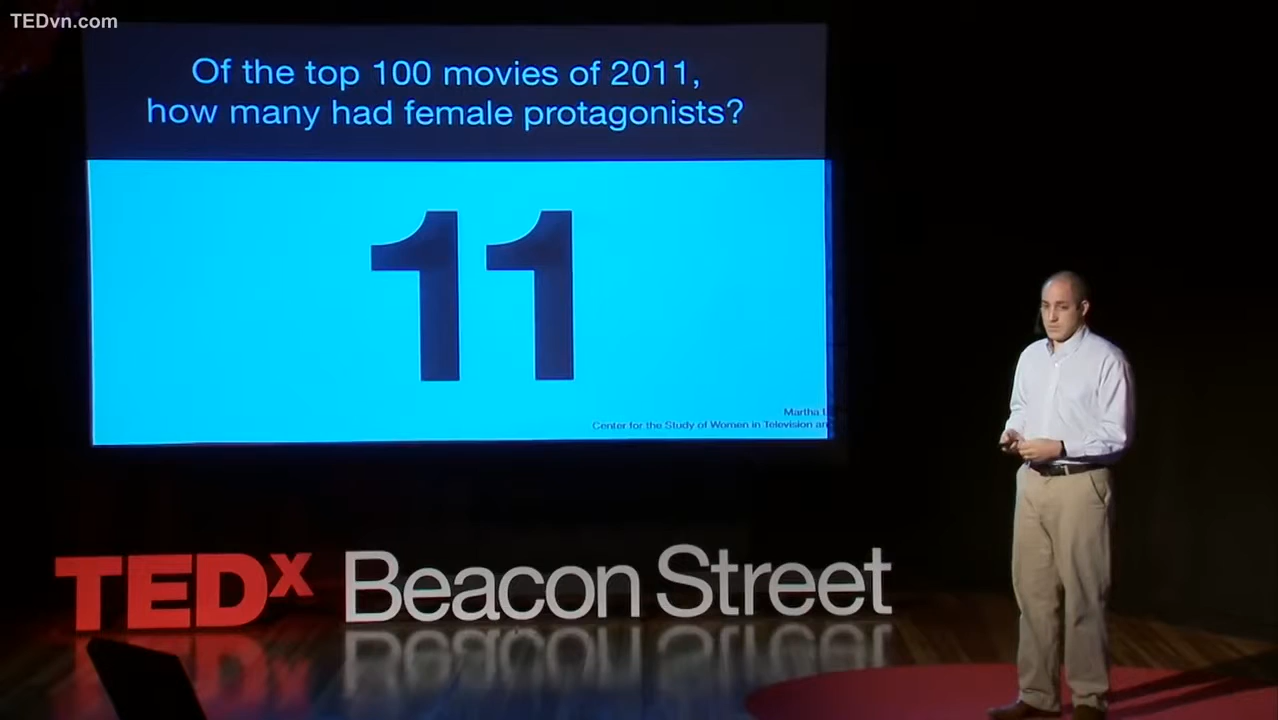 TEDvn.com
Of the top 100 movies of 2011,
how many had female protagonists?
11
Martha
Center for the Study of Women in Television
TEDx Beacon Street